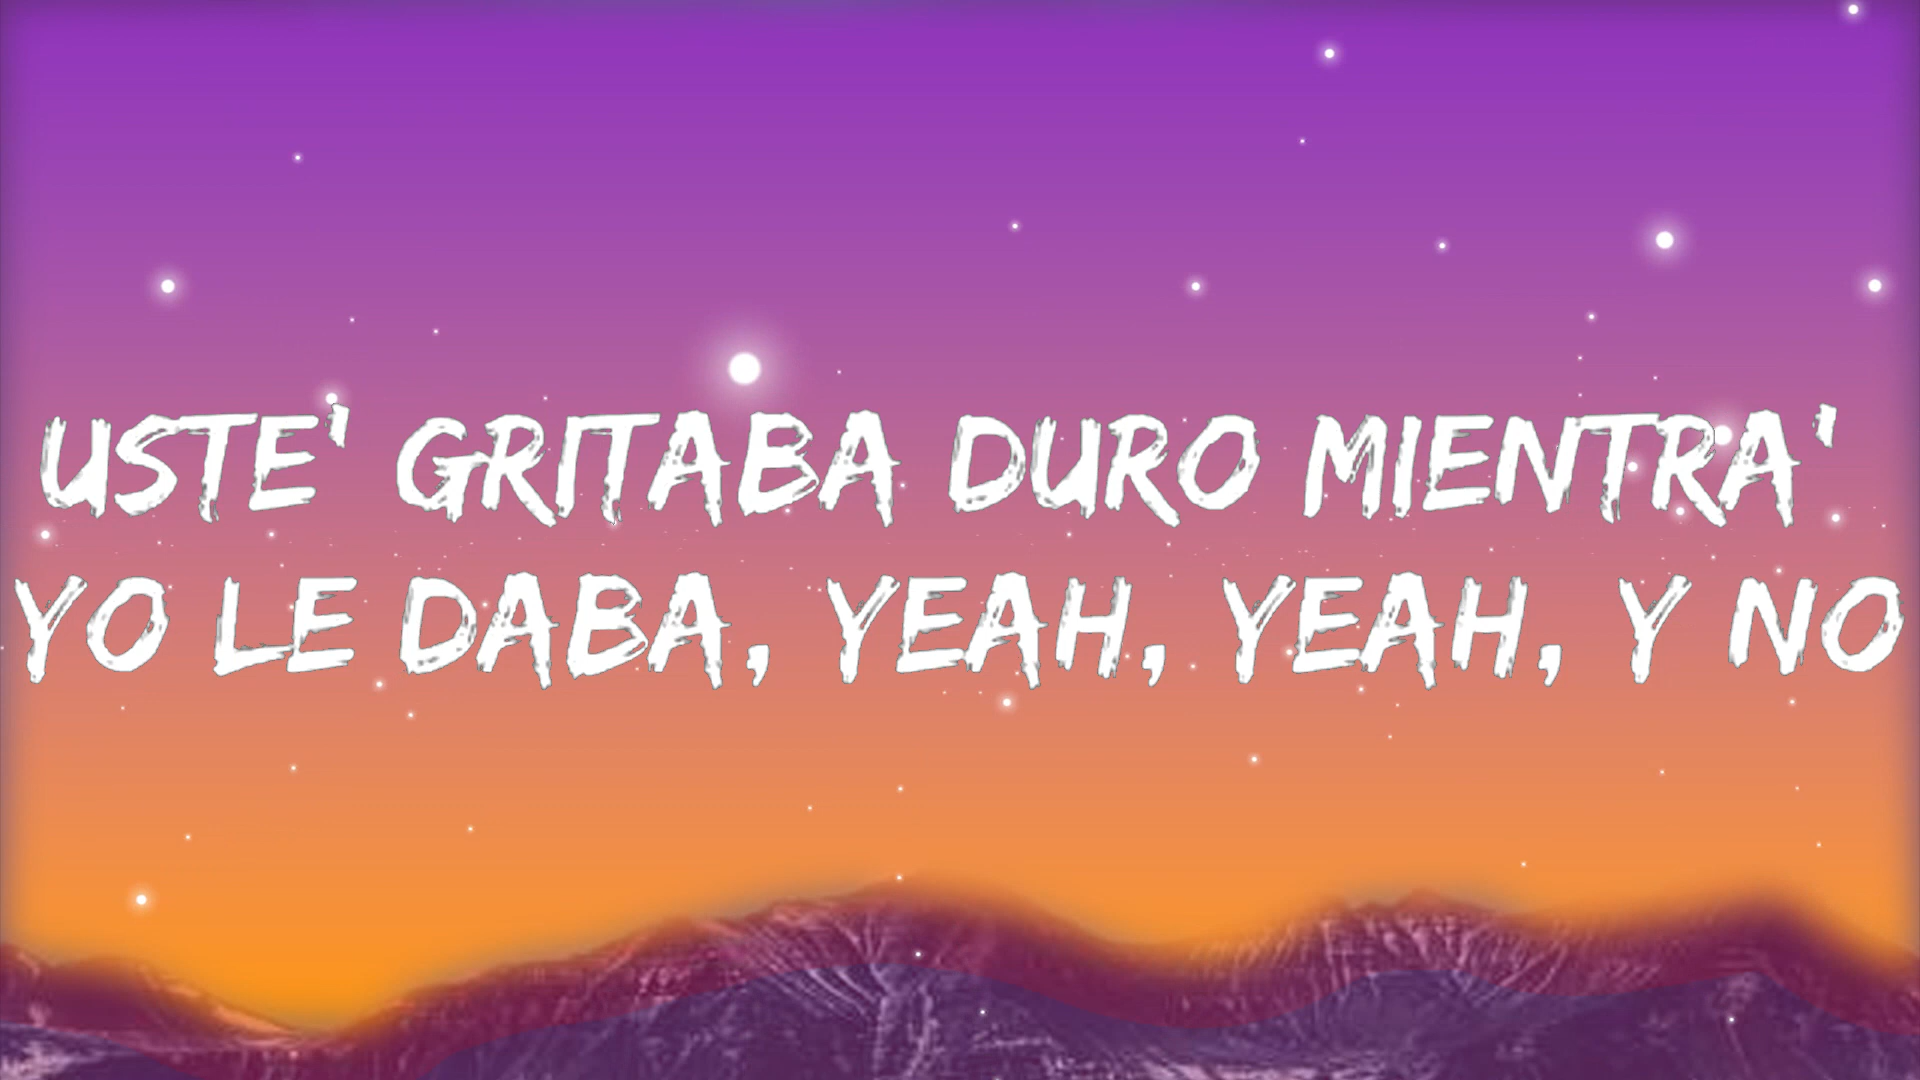 USTE' GRITABA DURO MIENTRA'
YO LE DABA, YEAH, YEAH, Y NO